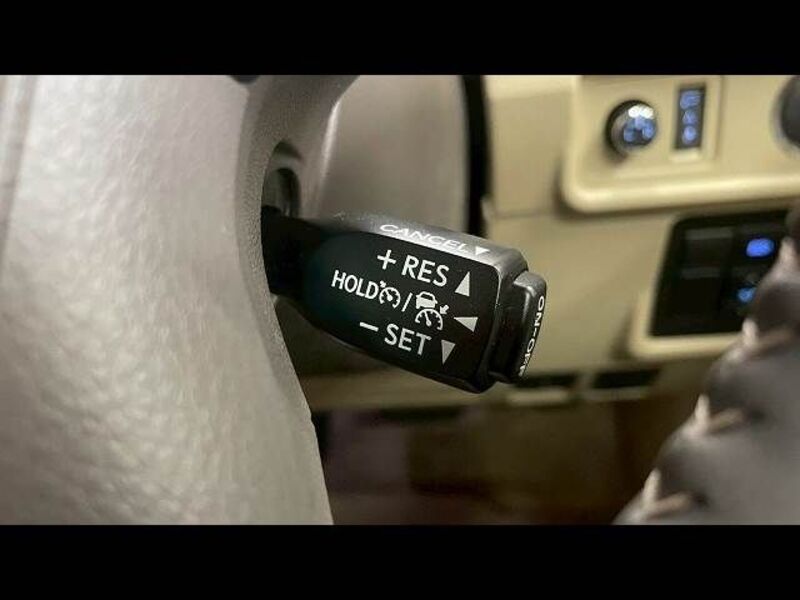 CANCEL ▼
+ RES ▲
HOLD /
− SET ▼
ON-OFF